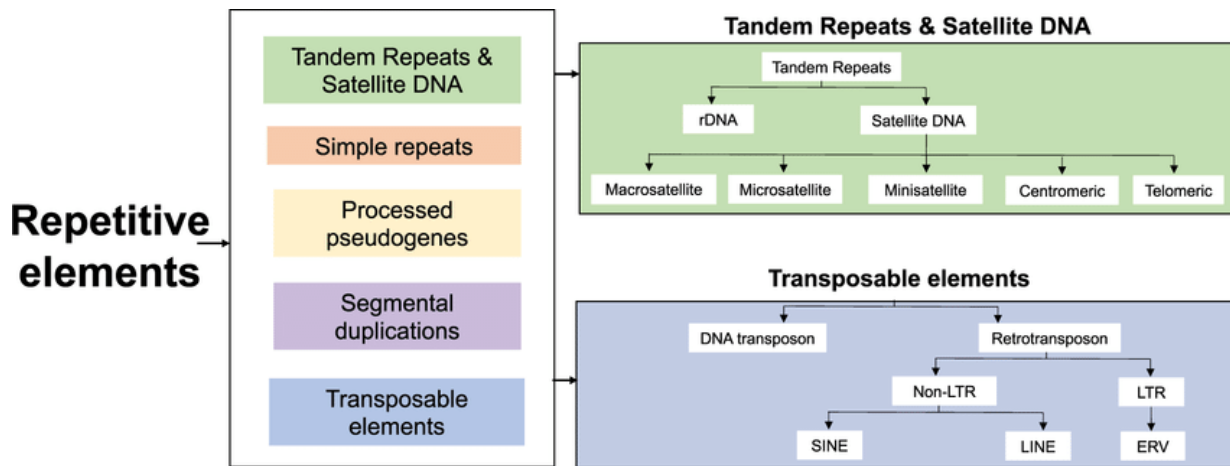 Repetitive
elements
Tandem Repeats &
Satellite DNA
Simple repeats
Processed
pseudogenes
Segmental
duplications
Transposable
elements
Tandem Repeats & Satellite DNA
Tandem Repeats
rDNA
Satellite DNA
Macrosatellite
Microsatellite
Minisatellite
Centromeric
Telomeric
Transposable elements
DNA transposon
Retrotransposon
Non-LTR
LTR
SINE
LINE
ERV